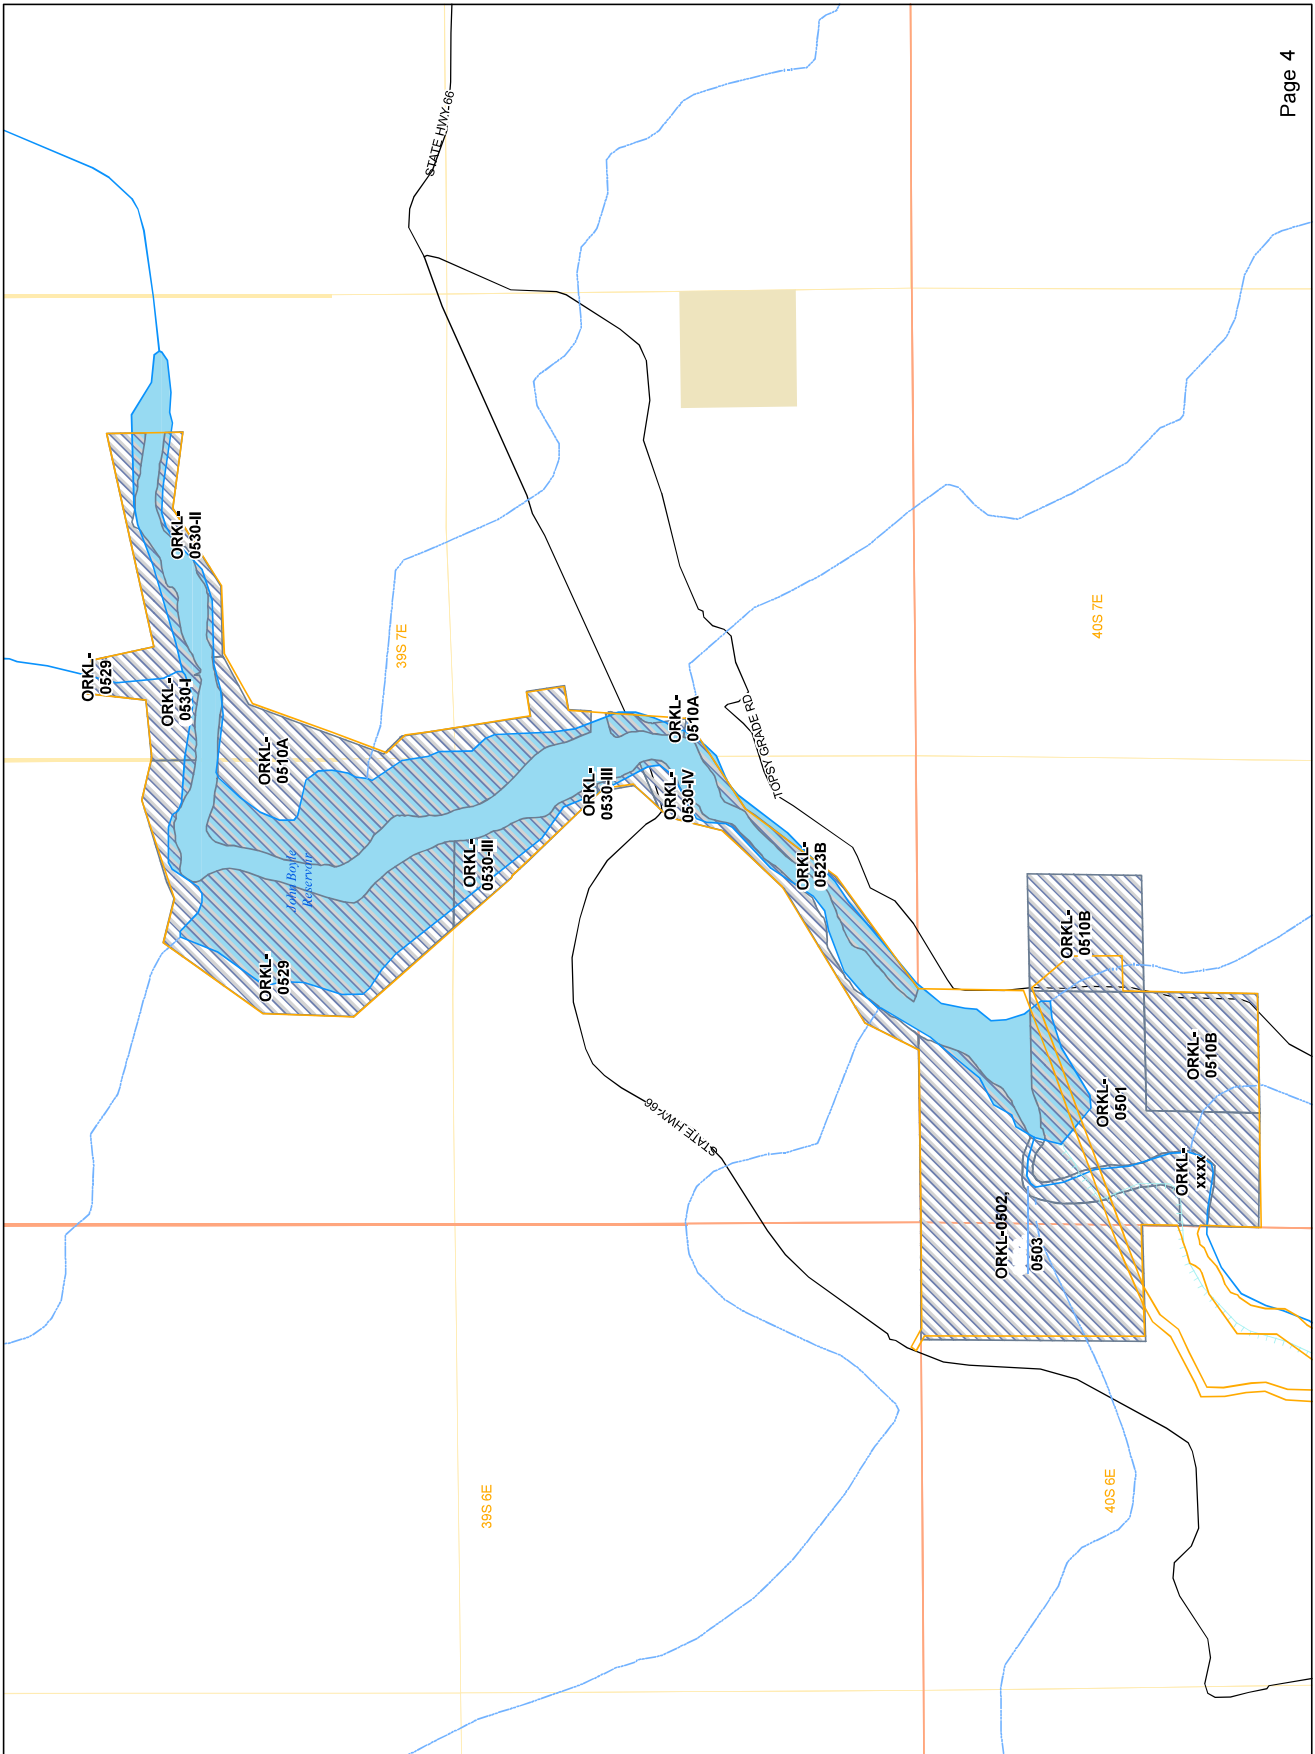 Page 4
STATE HWY 66
ORKL-
0530-II
ORKL-
0529
ORKL-
0530-I
39S 7E
40S 7E
ORKL-
0510A
ORKL-
0510A
TOPSY GRADE RD
ORKL-
0530-III
ORKL-
0530-IV
ORKL-
0530-III
ORKL-
0523B
John Boyle
Reservoir
ORKL-
0529
ORKL-
0510B
ORKL-
0510B
ORKL-
0501
STATE HWY 66
ORKL-
xxxx
ORKL-0502,
0503
39S 6E
40S 6E